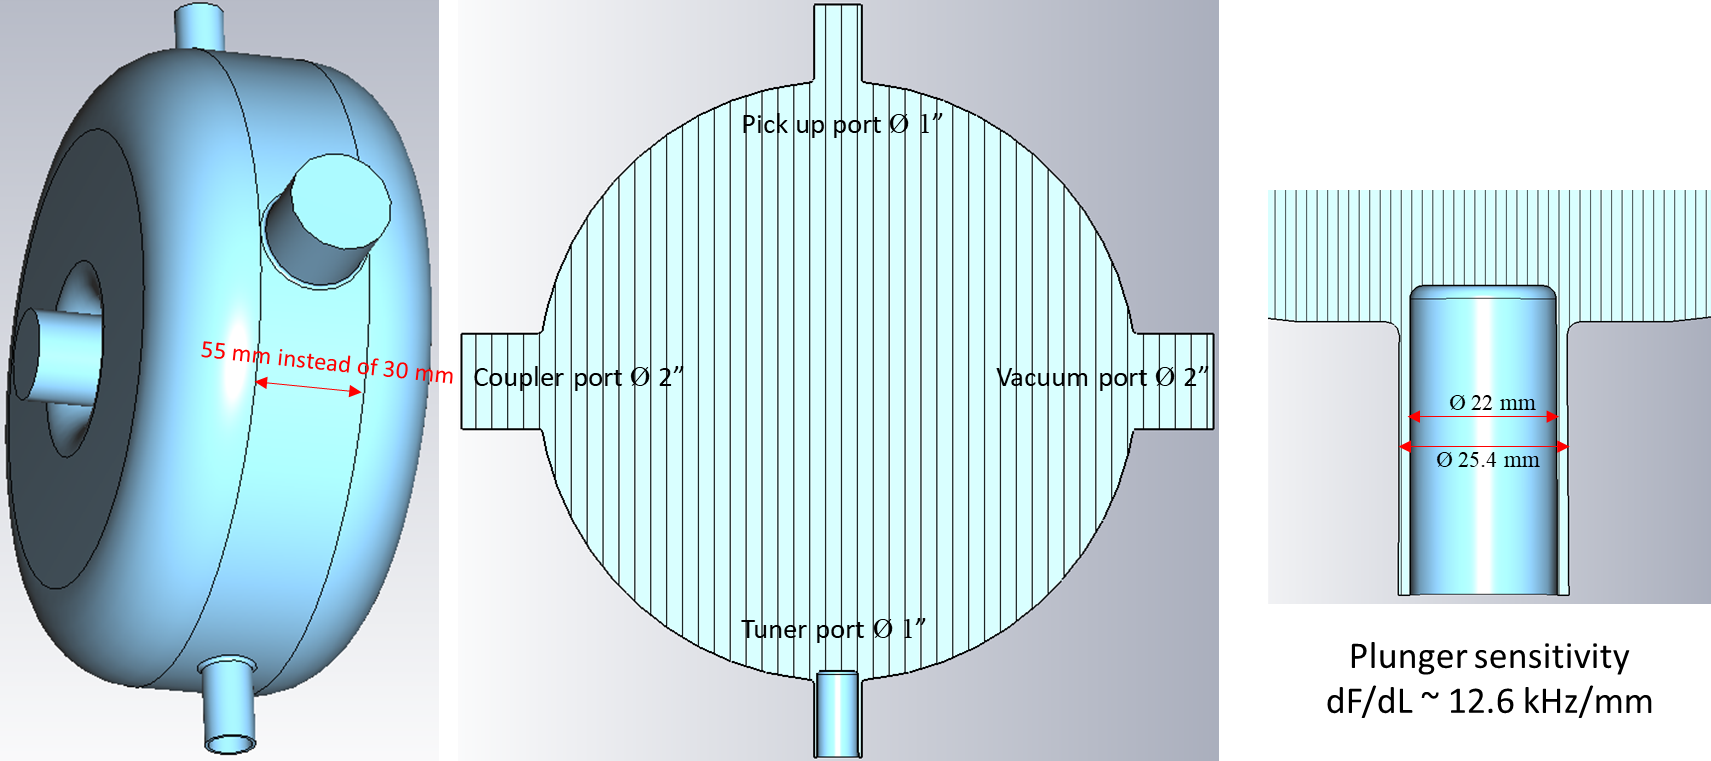 55 mm instead of 30 mm
Pick up port Ø 1”
Coupler port Ø 2”
Vacuum port Ø 2”
Tuner port Ø 1”
Ø 22 mm
Ø 25.4 mm
Plunger sensitivity
dF/dL ~ 12.6 kHz/mm